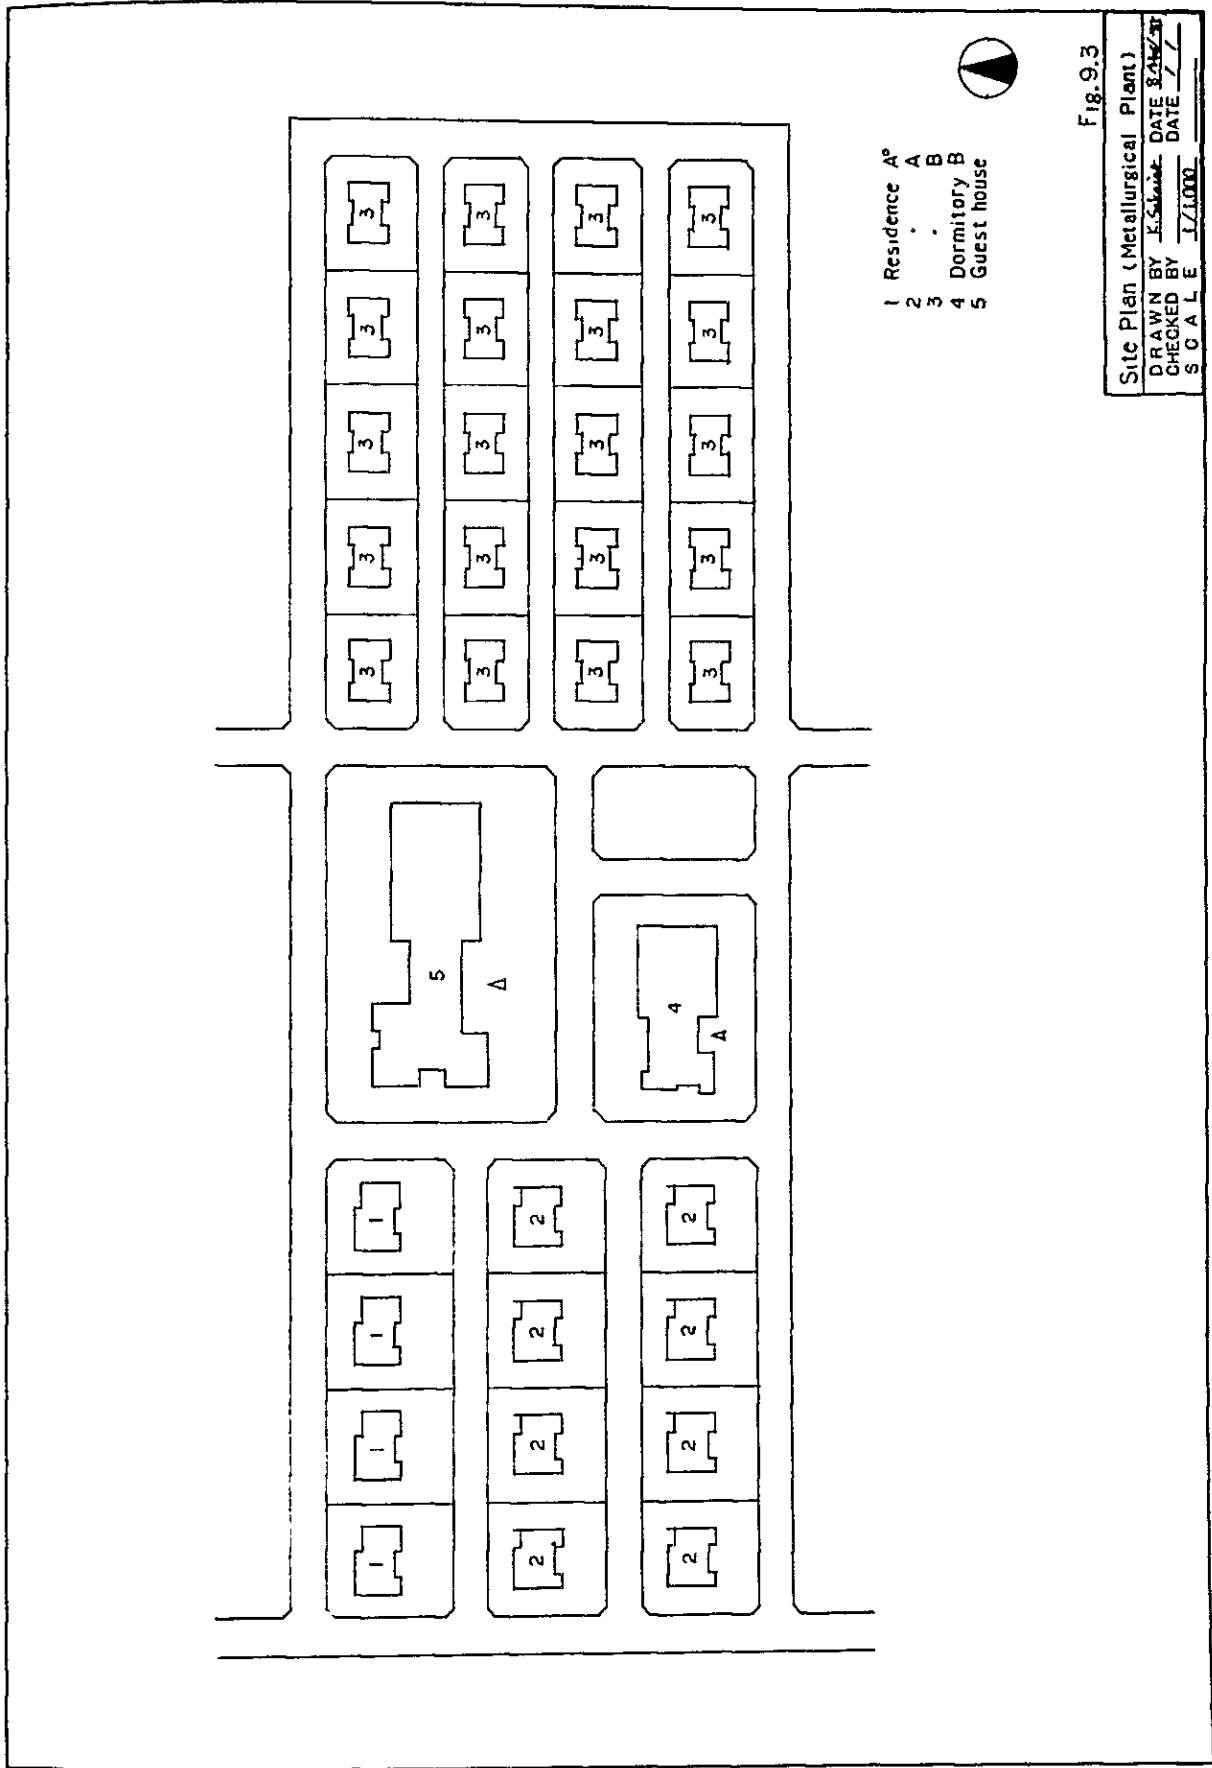 1 1 1 1 3 3 3 3 3
5
3 3 3 3 3
2 2 2 2
3 3 3 3 3
4
2 2 2 2
3 3 3 3 3
1 Residence A°
2 · A
3 · B
4 Dormitory B
5 Guest house
Fig.9.3
Site Plan (Metallurgical Plant)
DRAWN BY DATE
CHECKED BY DATE / /
SCALE 1/1,000